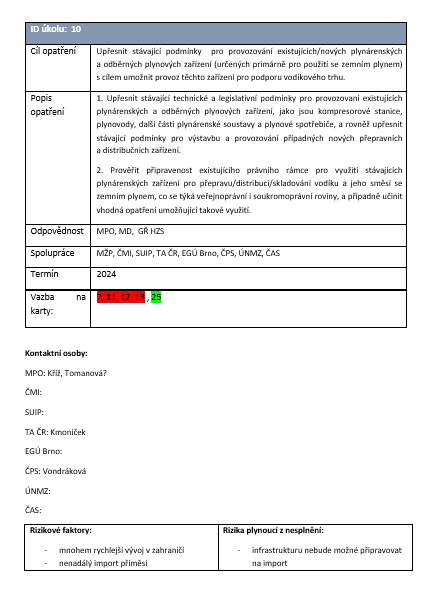 ID úkolu: 10
Cíl opatření
Upřesnit stávající podmínky pro provozování existujících/nových plynárenských
a odběrných plynových zařízení (určených primárně pro použití se zemním plynem)
s cílem umožnit provoz těchto zařízení pro podporu vodíkového trhu.
Popis
opatření
1. Upřesnit stávající technické a legislativní podmínky pro provozovani existujících
plynárenských a odběrných plynových zařízení, jako jsou kompresorové stanice,
plynovody, další části plynárenské soustavy a plynové spotřebiče, a rovněž upřesnit
stávající podmínky pro výstavbu a provozování případných nových přepravních
a distribučních zařízení.
2. Prověřit připravenost existujícího právního rámce pro využití stávajících
plynárenských zařízení pro přepravu/distribuci/skladování vodíku a jeho směsí se
zemním plynem, co se týká veřejnoprávní i soukromoprávní roviny, a případně učinit
vhodná opatření umožňující takové využití.
Odpovědnost
MPO, MD, GŘ HZS
Spolupráce
MŽP, ČMI, SUIP, TA ČR, EGÚ Brno, ČPS, ÚNMZ, ČAS
Termín
2024
Vazba na
karty:
7, 11, 12, 13 , 25
Kontaktní osoby:
MPO: Kříž, Tomanová?
ČMI:
SUIP:
TA ČR: Kmoníček
EGÚ Brno:
ČPS: Vondráková
ÚNMZ:
ČAS:
Rizikové faktory:
- mnohem rychlejší vývoj v zahraničí
- nenadálý import příměsí
Rizika plynoucí z nesplnění:
- infrastrukturu nebude možné připravovat
na import